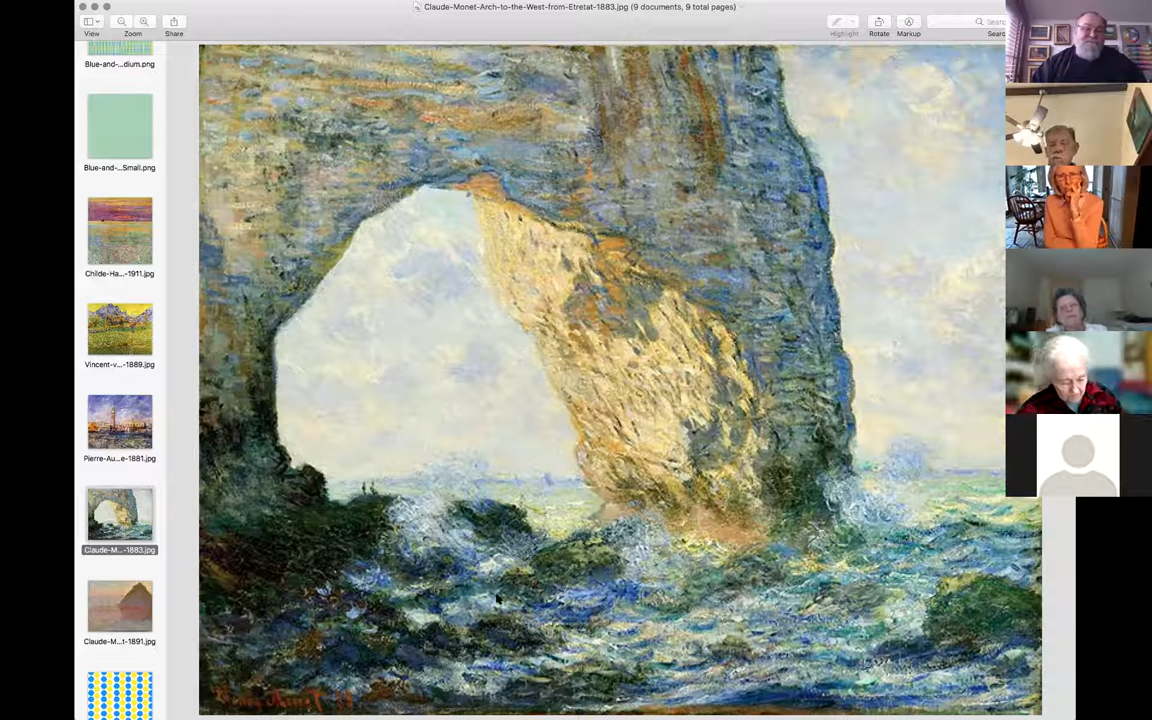 Claude-Monet-Arch-to-the-West-from-Etretat-1883.jpg (9 documents, 9 total pages)
View
Zoom
Share
Highlight
Rotate
Markup
Searc
Searc
Blue-and-...dium.png
Blue-and-...Small.png
Childe-Ha...-1911.jpg
Vincent-v...-1889.jpg
Pierre-Au...e-1881.jpg
Claude-M...-1883.jpg
Claude-M...t-1891.jpg